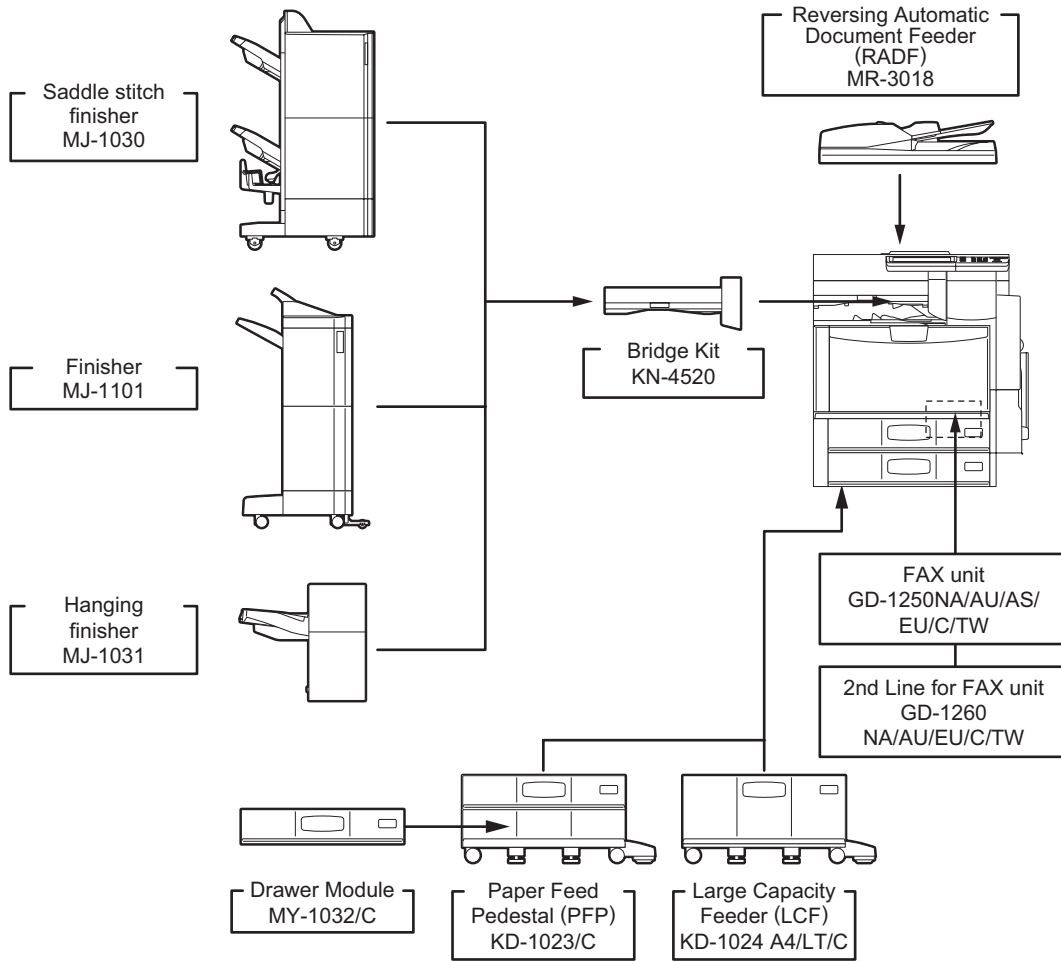 Reversing Automatic
Document Feeder
(RADF)
MR-3018
Saddle stitch
finisher
MJ-1030
Finisher
MJ-1101
Bridge Kit
KN-4520
Hanging
finisher
MJ-1031
FAX unit
GD-1250NA/AU/AS/
EU/C/TW
2nd Line for FAX unit
GD-1260
NA/AU/EU/C/TW
Drawer Module
MY-1032/C
Paper Feed
Pedestal (PFP)
KD-1023/C
Large Capacity
Feeder (LCF)
KD-1024 A4/LT/C